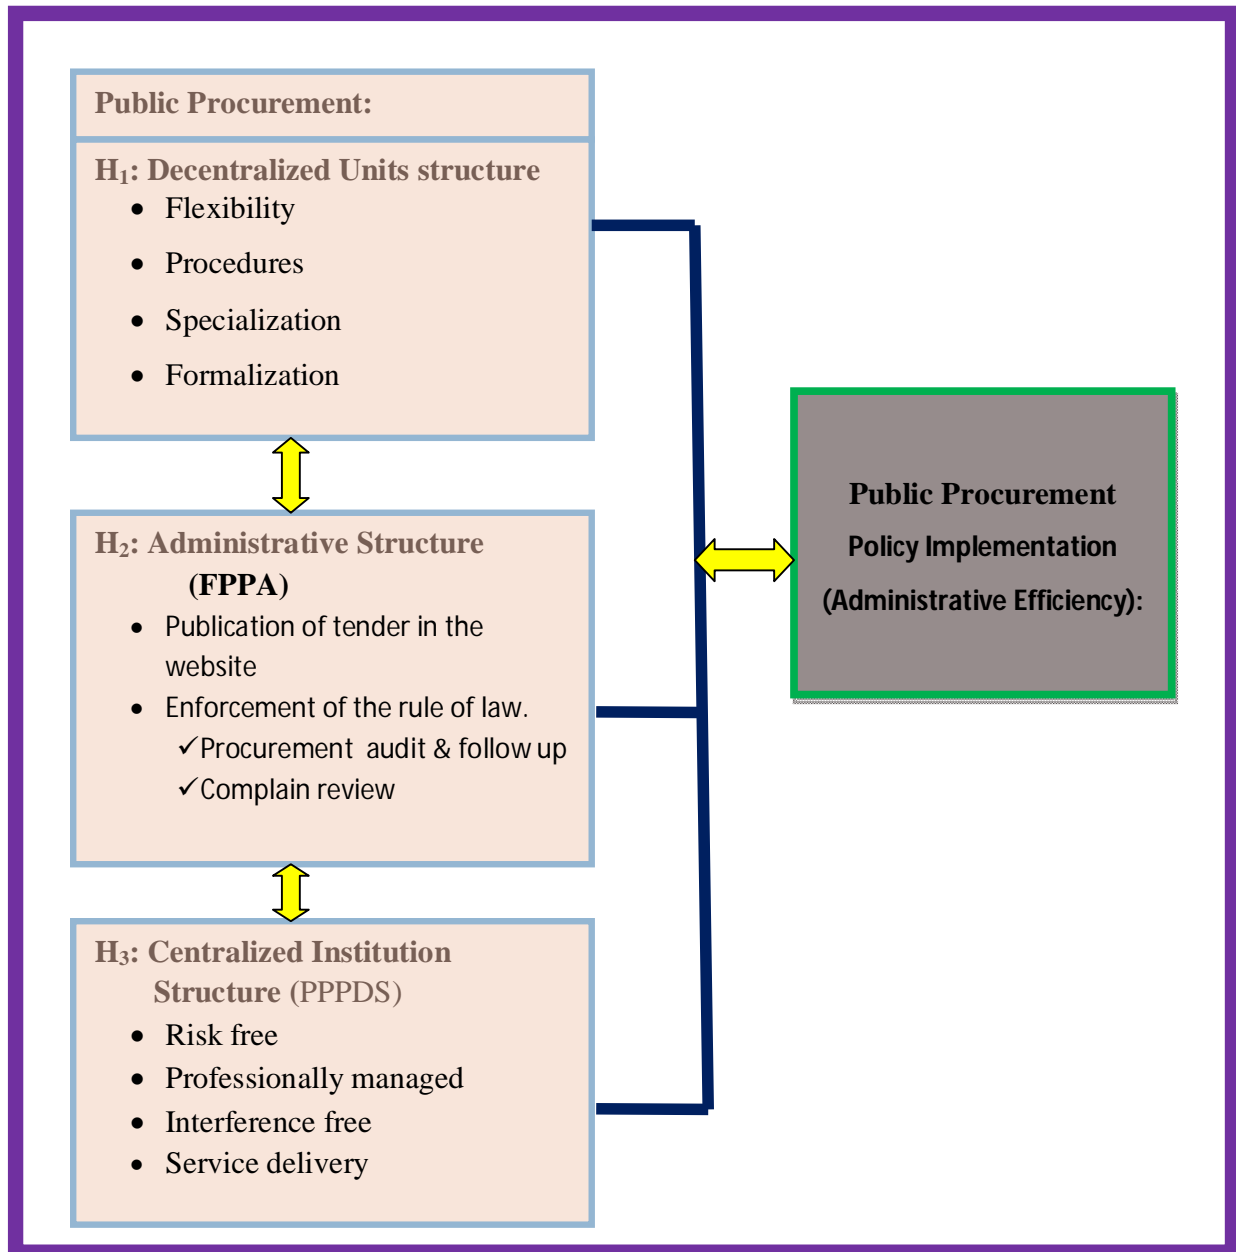 Public Procurement:
H₁: Decentralized Units structure
• Flexibility
• Procedures
• Specialization
• Formalization
H₂: Administrative Structure
(FPPA)
• Publication of tender in the
website
• Enforcement of the rule of law.
✓Procurement audit & follow up
✓Complain review
H₃: Centralized Institution
Structure (PPPDS)
• Risk free
• Professionally managed
• Interference free
• Service delivery
Public Procurement
Policy Implementation
(Administrative Efficiency):